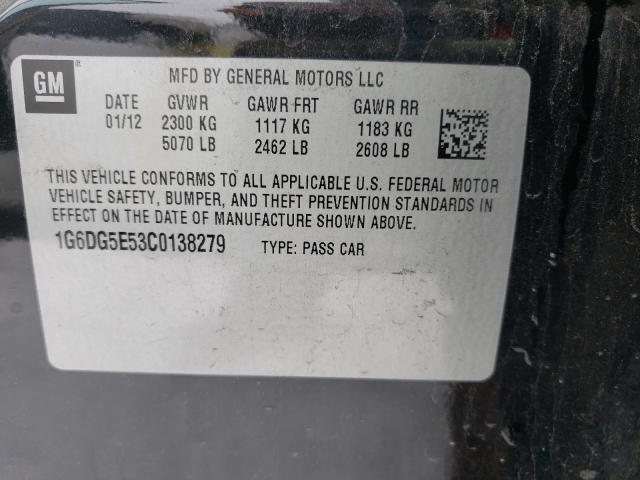 GM
MFD BY GENERAL MOTORS LLC
DATE GVWR GAWR FRT GAWR RR
01/12 2300 KG 1117 KG 1183 KG
5070 LB 2462 LB 2608 LB
THIS VEHICLE CONFORMS TO ALL APPLICABLE U.S. FEDERAL MOTOR
VEHICLE SAFETY, BUMPER, AND THEFT PREVENTION STANDARDS IN
EFFECT ON THE DATE OF MANUFACTURE SHOWN ABOVE.
1G6DG5E53C0138279 TYPE: PASS CAR